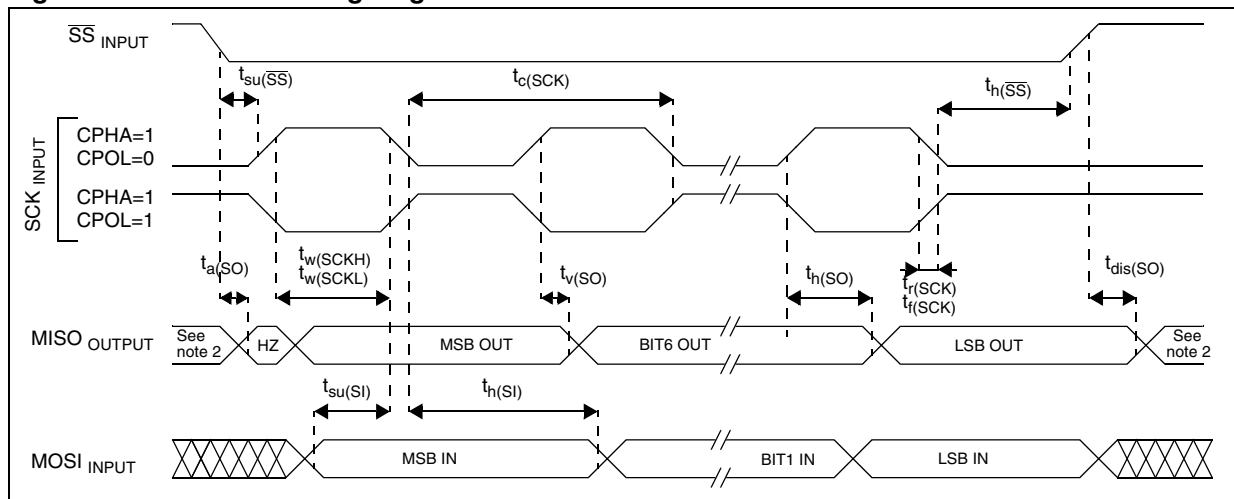 SS INPUT
tsu(SS)
tc(SCK)
th(SS)
SCK INPUT
CPHA=1
CPOL=0
CPHA=1
CPOL=1
ta(SO)
tw(SCKH)
tw(SCKL)
tv(SO)
th(SO)
tr(SCK)
tf(SCK)
tdis(SO)
MISO OUTPUT
See
note 2
HZ
MSB OUT
BIT6 OUT
LSB OUT
See
note 2
tsu(SI)
th(SI)
MOSI INPUT
MSB IN
BIT1 IN
LSB IN